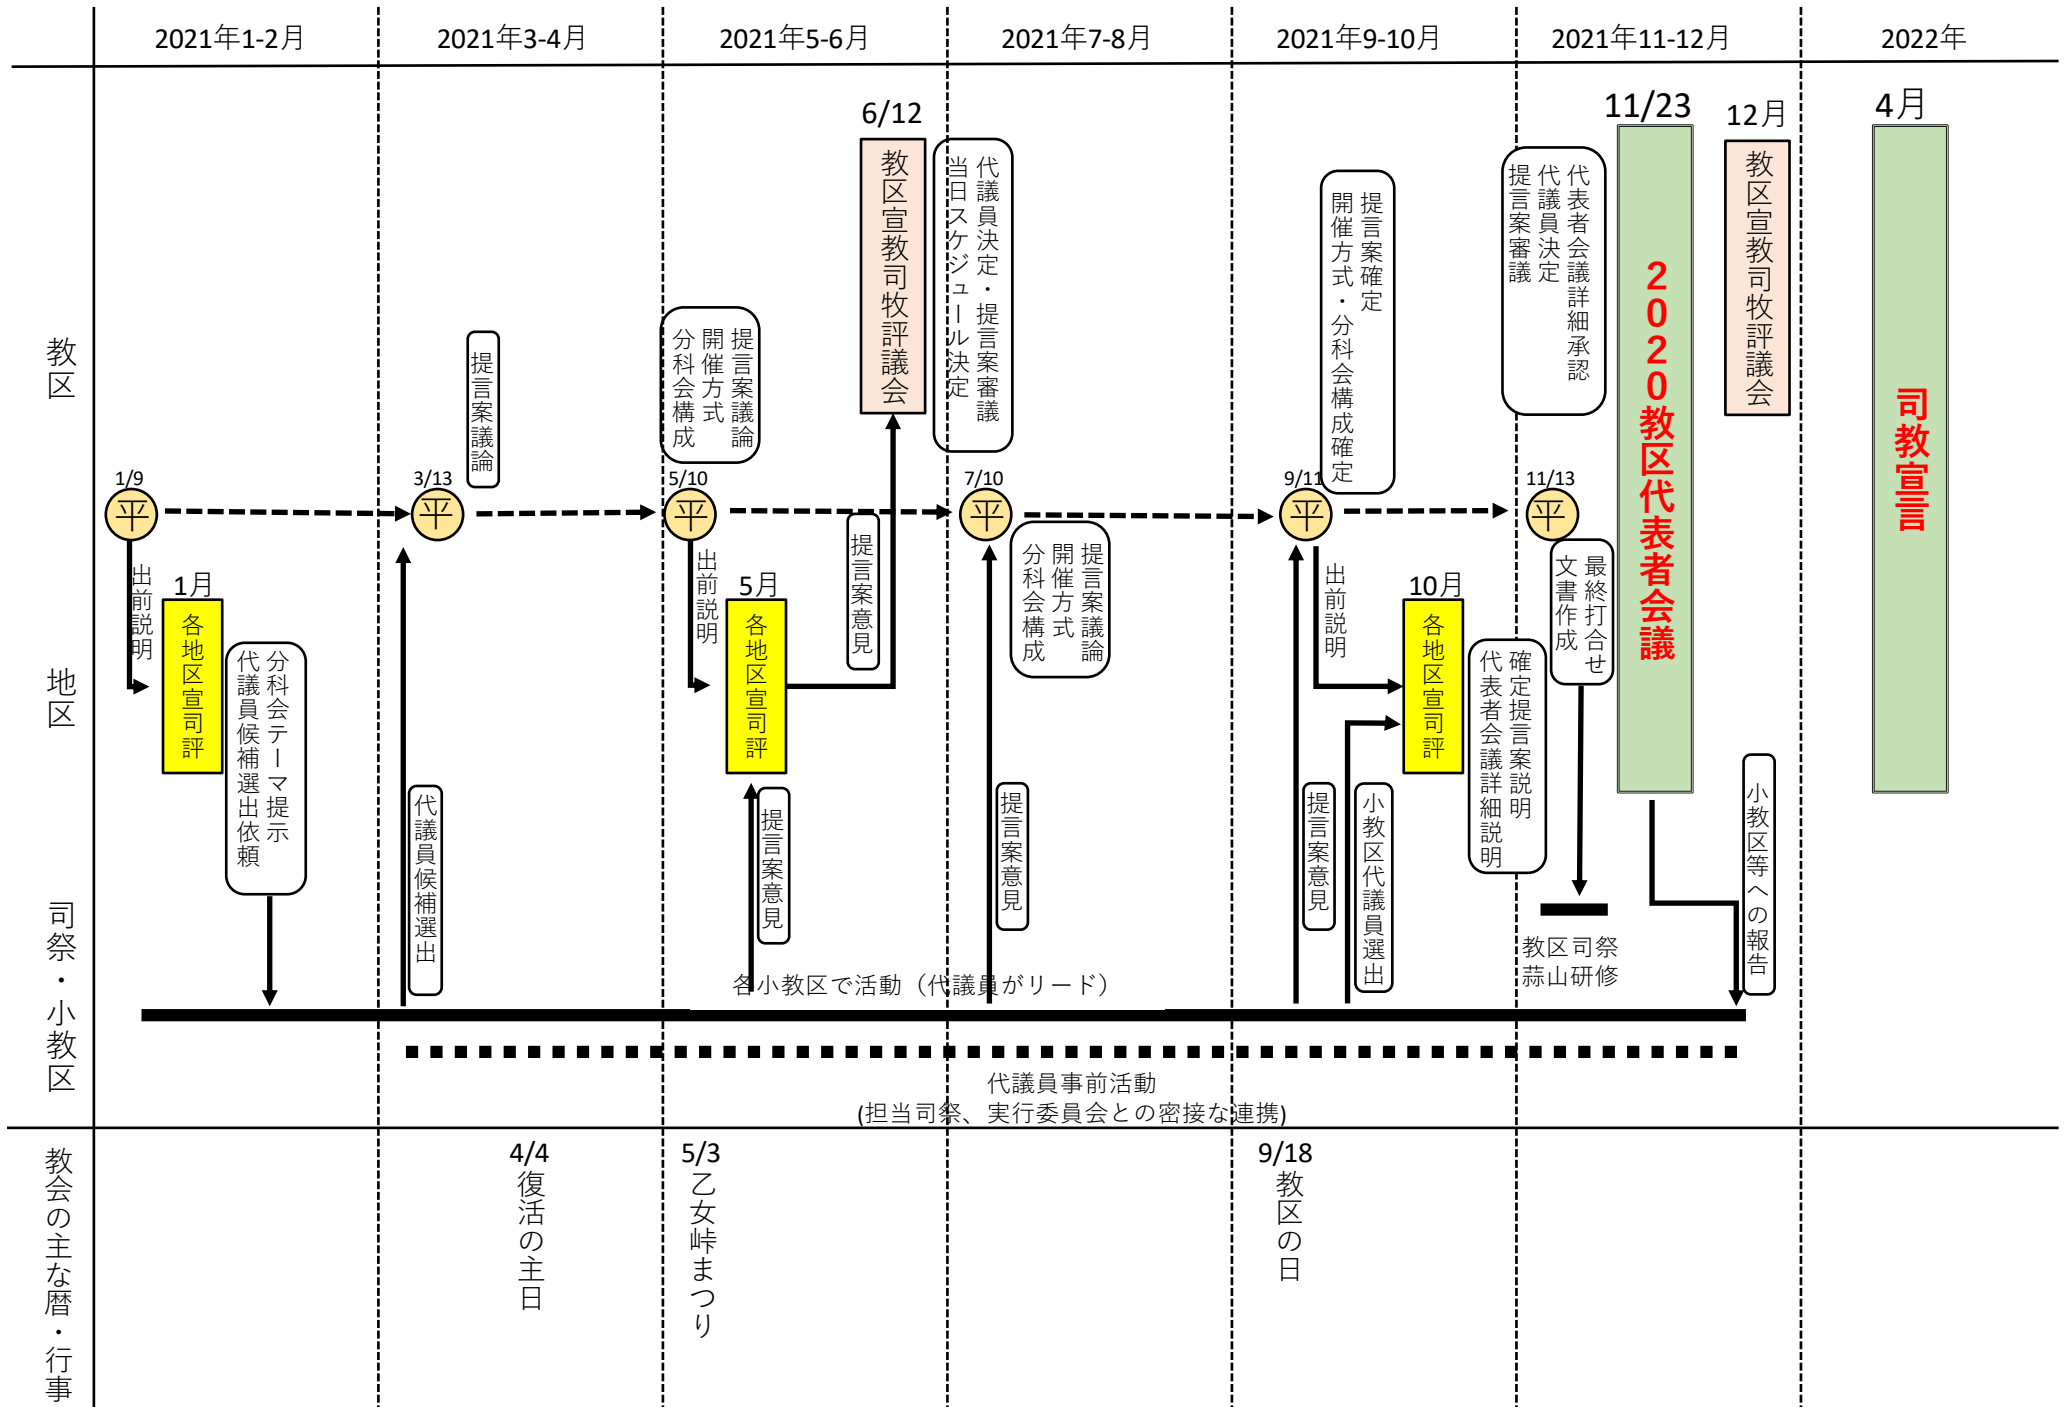 2021年1-2月
2021年3-4月
2021年5-6月
2021年7-8月
2021年9-10月
2021年11-12月
2022年
教区
1/9
平
3/13
平
提言案議論
5/10
平
提言案議論
開催方式
分科会構成
6/12
教区宣教司牧評議会
代議員決定・提言案審議
当日スケジュール決定
7/10
平
9/11
平
提言案確定
開催方式・分科会構成確定
11/13
平
代表者会議詳細承認
代議員決定
提言案審議
11/23
2020教区代表者会議
12月
教区宣教司牧評議会
4月
司教宣言
地区
出前説明
1月
各地区宣司評
分科会テーマ提示
代議員候補選出依頼
代議員候補選出
出前説明
5月
各地区宣司評
提言案意見
提言案意見
提言案議論
開催方式
分科会構成
提言案意見
出前説明
10月
各地区宣司評
提言案意見
小教区代議員選出
確定提言案説明
代表者会議詳細説明
最終打合せ
文書作成
小教区等への報告
司祭・小教区
教区司祭
蒜山研修
各小教区で活動（代議員がリード）
代議員事前活動
(担当司祭、実行委員会との密接な連携)
教会の主な暦・行事
4/4
復活の主日
5/3
乙女峠まつり
9/18
教区の日